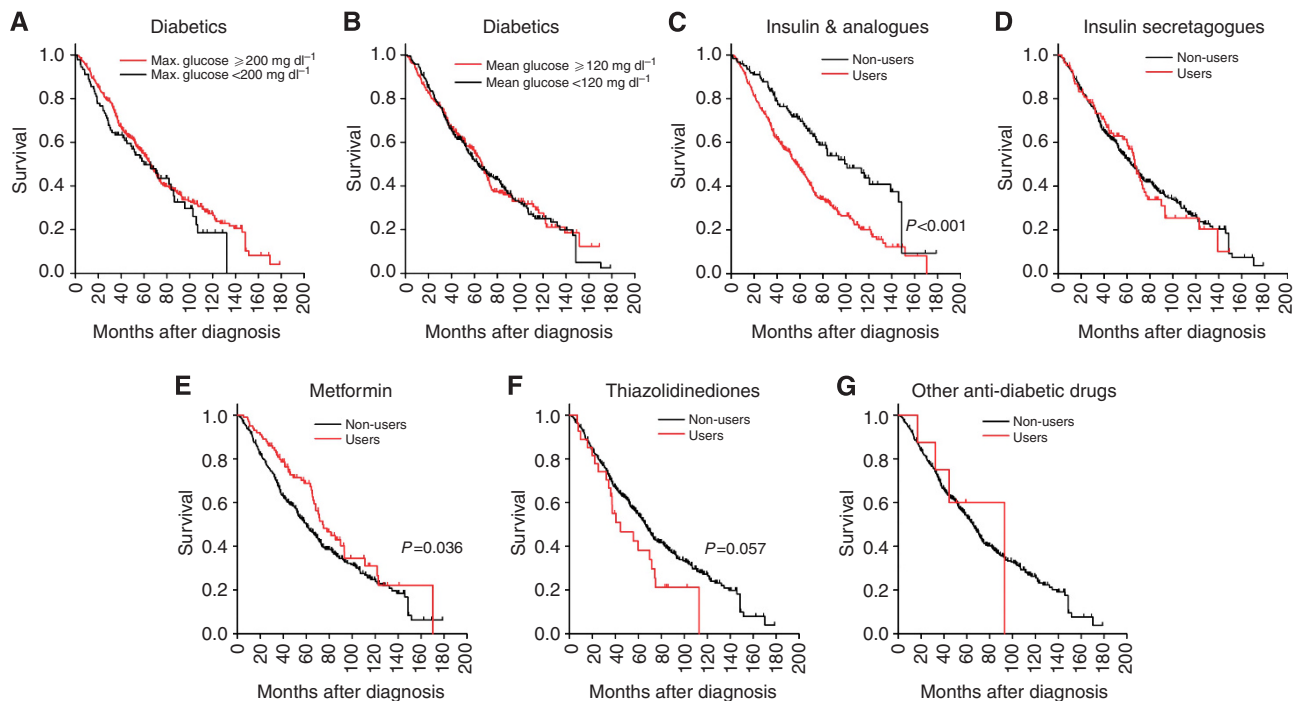 A
Diabetics
Max. glucose ⩾200 mg dl⁻¹
Max. glucose <200 mg dl⁻¹
Survival
1.0
0.8
0.6
0.4
0.2
0.0
0 20 40 60 80 100 120 140 160 180 200
Months after diagnosis
B
Diabetics
Mean glucose ⩾120 mg dl⁻¹
Mean glucose <120 mg dl⁻¹
Survival
1.0
0.8
0.6
0.4
0.2
0.0
0 20 40 60 80 100 120 140 160 180 200
Months after diagnosis
C
Insulin & analogues
Non-users
Users
P<0.001
Survival
1.0
0.8
0.6
0.4
0.2
0.0
0 20 40 60 80 100 120 140 160 180 200
Months after diagnosis
D
Insulin secretagogues
Non-users
Users
Survival
1.0
0.8
0.6
0.4
0.2
0.0
0 20 40 60 80 100 120 140 160 180 200
Months after diagnosis
E
Metformin
Non-users
Users
P=0.036
Survival
1.0
0.8
0.6
0.4
0.2
0.0
0 20 40 60 80 100 120 140 160 180 200
Months after diagnosis
F
Thiazolidinediones
Non-users
Users
P=0.057
Survival
1.0
0.8
0.6
0.4
0.2
0.0
0 20 40 60 80 100 120 140 160 180 200
Months after diagnosis
G
Other anti-diabetic drugs
Non-users
Users
Survival
1.0
0.8
0.6
0.4
0.2
0.0
0 20 40 60 80 100 120 140 160 180 200
Months after diagnosis